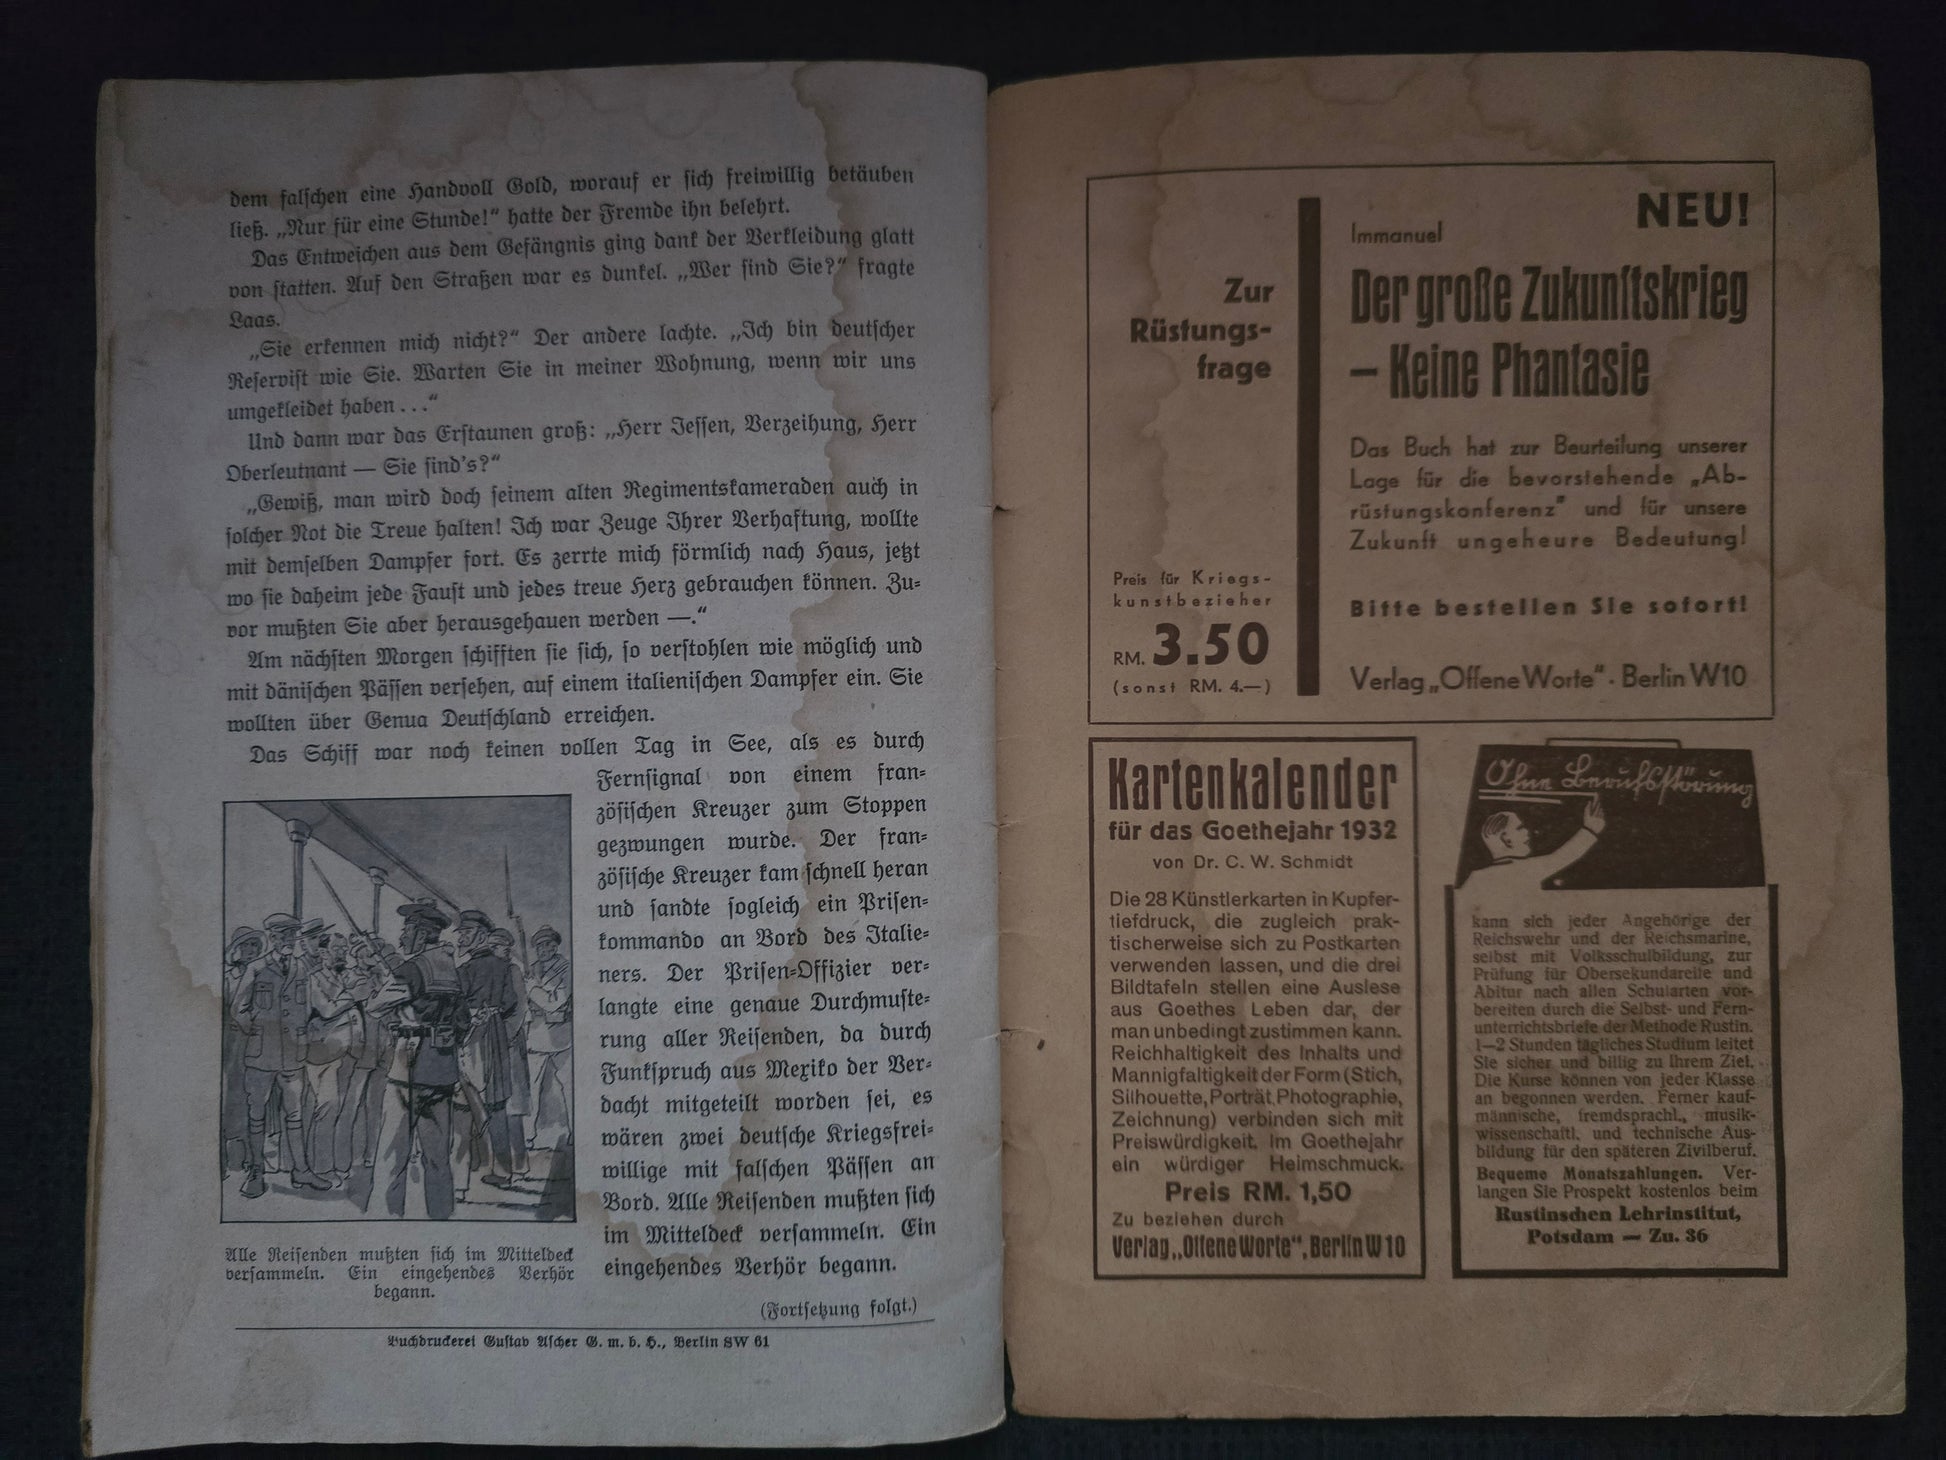 dem falschen eine Handvoll Gold, worauf er sich freiwillig betäuben
ließ. „Nur für eine Stunde!“ hatte der Fremde ihn belehrt.
Das Entweichen aus dem Gefängnis ging dank der Verkleidung glatt
von statten. Auf den Straßen war es dunkel. „Wer sind Sie?“ fragte
Laas.
„Sie erkennen mich nicht?“ Der andere lachte. „Ich bin deutscher
Reservist wie Sie. Warten Sie in meiner Wohnung, wenn wir uns
umgekleidet haben . . .“
Und dann war das Erstaunen groß: „Herr Jessen, Verzeihung, Herr
Oberleutnant — Sie sind's?“
„Gewiß, man wird doch seinem alten Regimentskameraden auch in
solcher Not die Treue halten! Ich war Zeuge Ihrer Verhaftung, wollte
mit demselben Dampfer fort. Es zerrte mich förmlich nach Haus, jetzt
wo sie daheim jede Faust und jedes treue Herz gebrauchen können. Zu-
vor mußten Sie aber herausgehauen werden —.“
Am nächsten Morgen schifften sie sich, so verstohlen wie möglich und
mit dänischen Pässen versehen, auf einem italienischen Dampfer ein. Sie
wollten über Genua Deutschland erreichen.
Das Schiff war noch keinen vollen Tag in See, als es durch
Fernsignal von einem fran-
zösischen Kreuzer zum Stoppen
gezwungen wurde. Der fran-
zösische Kreuzer kam schnell heran
und sandte sogleich ein Prisen-
kommando an Bord des Italie-
ners. Der Prisen-Offizier ver-
langte eine genaue Durchmuste-
rung aller Reisenden, da durch
Funkspruch aus Mexiko der Ver-
dacht mitgeteilt worden sei, es
wären zwei deutsche Kriegsfrei-
willige mit falschen Pässen an
Bord. Alle Reisenden mußten sich
im Mitteldeck versammeln. Ein
eingehendes Verhör begann.
Alle Reisenden mußten sich im Mitteldeck
versammeln. Ein eingehendes Verhör
begann.
(Fortsetzung folgt.)
Buchdruckerei Gustav Ascher G. m. b. H., Berlin SW 61
Zur
Rüstungs-
frage
Preis für Kriegs-
kunstbezieher
RM. 3.50
(sonst RM. 4.—)
NEU!
Immanuel
Der große Zukunftskrieg
– Keine Phantasie
Das Buch hat zur Beurteilung unserer
Lage für die bevorstehende „Ab-
rüstungskonferenz" und für unsere
Zukunft ungeheure Bedeutung!
Bitte bestellen Sie sofort!
Verlag „Offene Worte“ · Berlin W10
Kartenkalender
für das Goethejahr 1932
von Dr. C. W. Schmidt
Die 28 Künstlerkarten in Kupfer-
tiefdruck, die zugleich prak-
tischerweise sich zu Postkarten
verwenden lassen, und die drei
Bildtafeln stellen eine Auslese
aus Goethes Leben dar, der
man unbedingt zustimmen kann.
Reichhaltigkeit des Inhalts und
Mannigfaltigkeit der Form (Stich,
Silhouette, Porträt, Photographie,
Zeichnung) verbinden sich mit
Preiswürdigkeit. Im Goethejahr
ein würdiger Heimschmuck.
Preis RM. 1,50
Zu beziehen durch
Verlag „Offene Worte“, Berlin W 10
Ohne Berufsstörung
kann sich jeder Angehörige der
Reichswehr und der Reichsmarine,
selbst mit Volksschulbildung, zur
Prüfung für Obersekundareife und
Abitur nach allen Schularten vor-
bereiten durch die Selbst- und Fern-
unterrichtsbriefe der Methode Rustin.
1—2 Stunden tägliches Studium leitet
Sie sicher und billig zu Ihrem Ziel.
Die Kurse können von jeder Klasse
an begonnen werden. Ferner kauf-
männische, fremdsprachl., musik-
wissenschaftl. und technische Aus-
bildung für den späteren Zivilberuf.
Bequeme Monatszahlungen. Ver-
langen Sie Prospekt kostenlos beim
Rustinschen Lehrinstitut,
Potsdam — Zu. 36